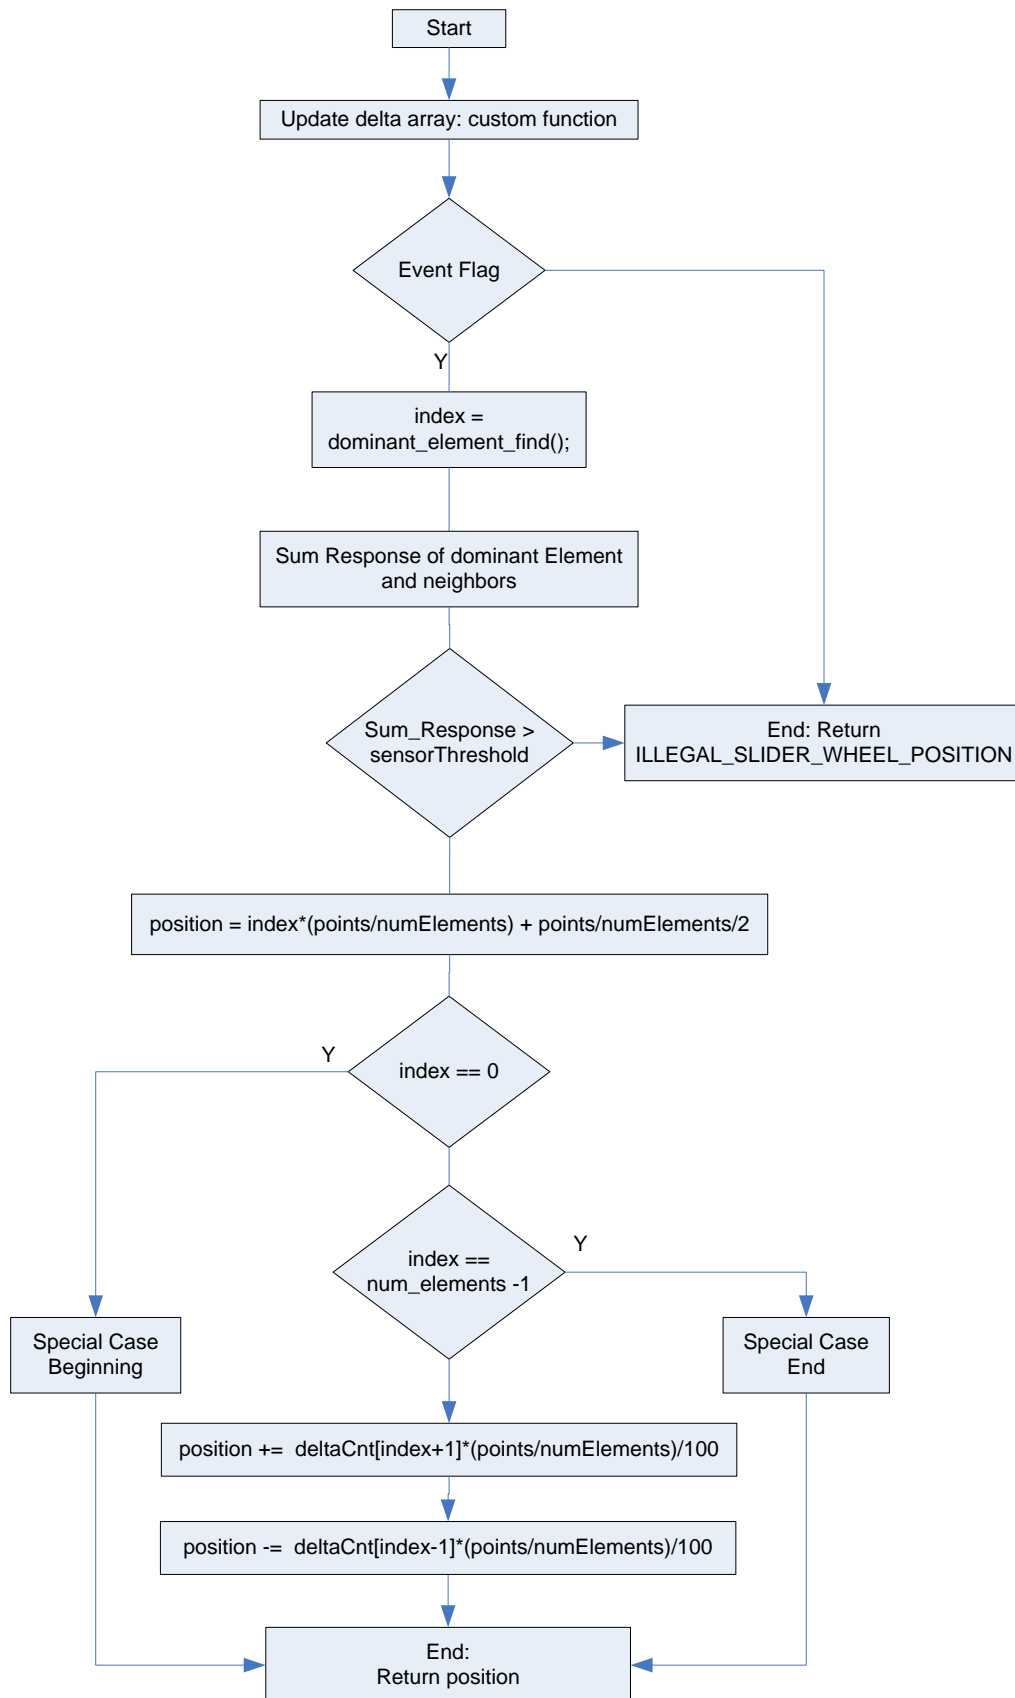 Start
Update delta array: custom function
Event Flag
Y
index =
dominant_element_find();
Sum Response of dominant Element
and neighbors
Sum_Response >
sensorThreshold
End: Return
ILLEGAL_SLIDER_WHEEL_POSITION
position = index*(points/numElements) + points/numElements/2
Y
index == 0
index ==
num_elements -1
Y
Special Case
Beginning
Special Case
End
position += deltaCnt[index+1]*(points/numElements)/100
position -= deltaCnt[index-1]*(points/numElements)/100
End:
Return position